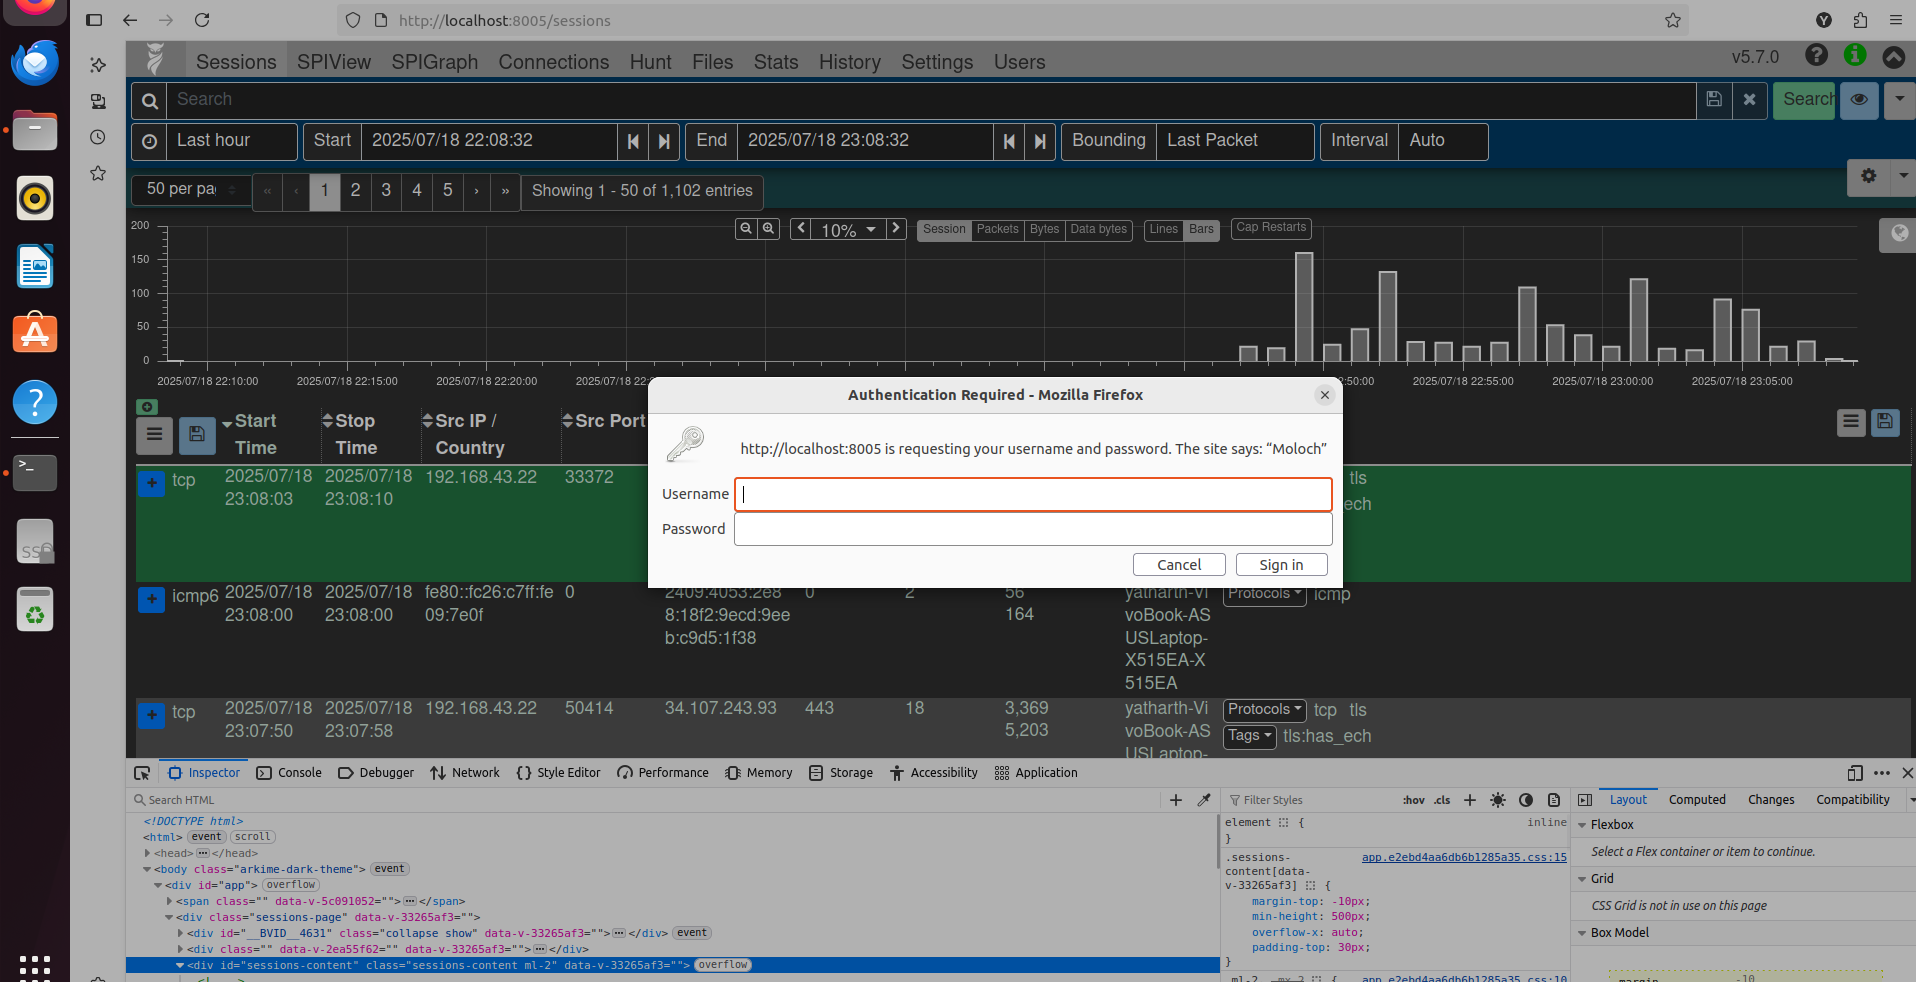 http://localhost:8005/sessions
Sessions SPIView SPIGraph Connections Hunt Files Stats History Settings Users v5.7.0
Search Search
Last hour Start 2025/07/18 22:08:32 End 2025/07/18 23:08:32 Bounding Last Packet Interval Auto
50 per pa « ‹ 1 2 3 4 5 › » Showing 1 - 50 of 1,102 entries
10% Session Packets Bytes Data bytes Lines Bars Cap Restarts
200
150
100
50
0
2025/07/18 22:10:00 2025/07/18 22:15:00 2025/07/18 22:20:00 2025/07/18 22: :50:00 2025/07/18 22:55:00 2025/07/18 23:00:00 2025/07/18 23:05:00
Authentication Required - Mozilla Firefox
http://localhost:8005 is requesting your username and password. The site says: “Moloch”
Username
Password
Cancel Sign in
Start Time Stop Time Src IP / Country Src Port
tcp 2025/07/18 23:08:03 2025/07/18 23:08:10 192.168.43.22 33372 tls
ech
icmp6 2025/07/18 23:08:00 2025/07/18 23:08:00 fe80::fc26:c7ff:fe09:7e0f 0 2409:4053:2e88:18f2:9ecd:9eeb:c9d5:1f38 0 2 56 164 yatharth-VivoBook-ASUSLaptop-X515EA-X515EA Protocols icmp
tcp 2025/07/18 23:07:50 2025/07/18 23:07:58 192.168.43.22 50414 34.107.243.93 443 18 3,369 5,203 yatharth-VivoBook-ASUSLaptop- Protocols tcp tls
Tags tls:has_ech
Inspector Console Debugger Network Style Editor Performance Memory Storage Accessibility Application
Search HTML
<!DOCTYPE html>
<html> event scroll
<head> </head>
<body class="arkime-dark-theme"> event
<div id="app"> overflow
<span class="" data-v-5c091052=""> </span>
<div class="sessions-page" data-v-33265af3="">
<div id="__BVID__4631" class="collapse show" data-v-33265af3=""> </div> event
<div class="" data-v-2ea55f62="" data-v-33265af3=""> </div>
<div id="sessions-content" class="sessions-content ml-2" data-v-33265af3=""> overflow
Filter Styles :hov .cls
element { inline
}
.sessions-content[data-v-33265af3] { app.e2ebd4aa6db6b1285a35.css:15
margin-top: -10px;
min-height: 500px;
overflow-x: auto;
padding-top: 30px;
}
.ml-2, .mx-2 { app.e2ebd4aa6db6b1285a35.css:10
Layout Computed Changes Compatibility
Flexbox
Select a Flex container or item to continue.
Grid
CSS Grid is not in use on this page
Box Model
margin -10